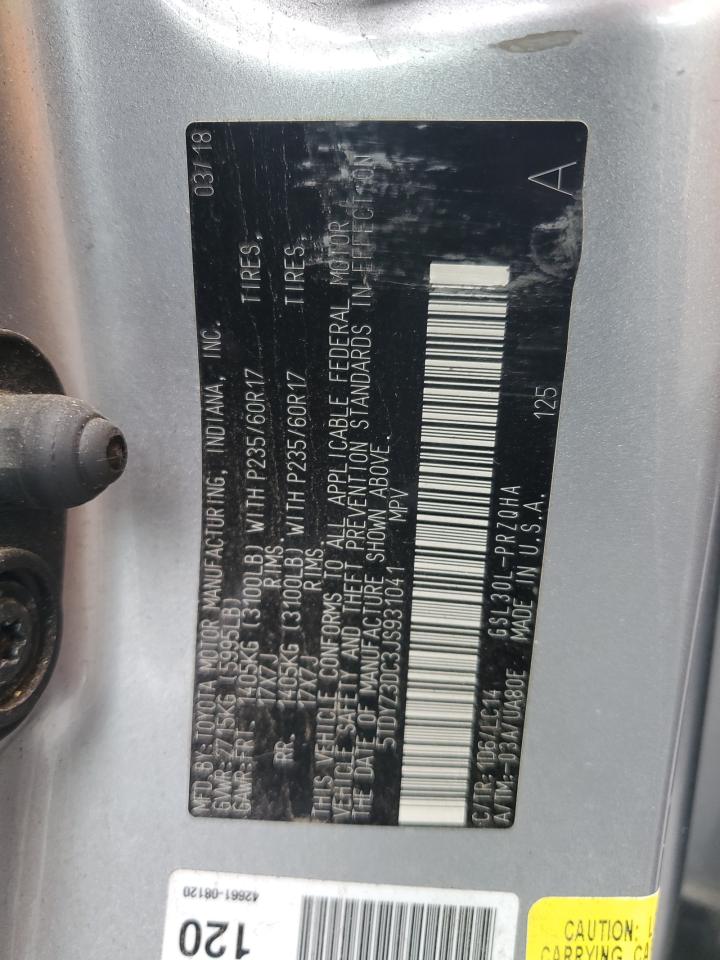 MFD BY: TOYOTA MOTOR MANUFACTURING, INDIANA, INC. 03/18
GVWR: 2715KG (5995LB)
GAWR: FRT. 1405KG (3100LB) WITH P235/60R17 TIRES,
17X7J RIMS
RR. 1405KG (3100LB) WITH P235/60R17 TIRES.
17X7J RIMS
THIS VEHICLE CONFORMS TO ALL APPLICABLE FEDERAL MOTOR
VEHICLE SAFETY AND THEFT PREVENTION STANDARDS IN EFFECT ON
THE DATE OF MANUFACTURE SHOWN ABOVE.
5TDYZ3DC3JS931041 MPV
C/TR: 1D6/LC14 GSL30L-PRZQHA
A/TM: -03A/UA80E MADE IN U.S.A. 125 A
42661-08120
120
CAUTION:
CARRYING CA